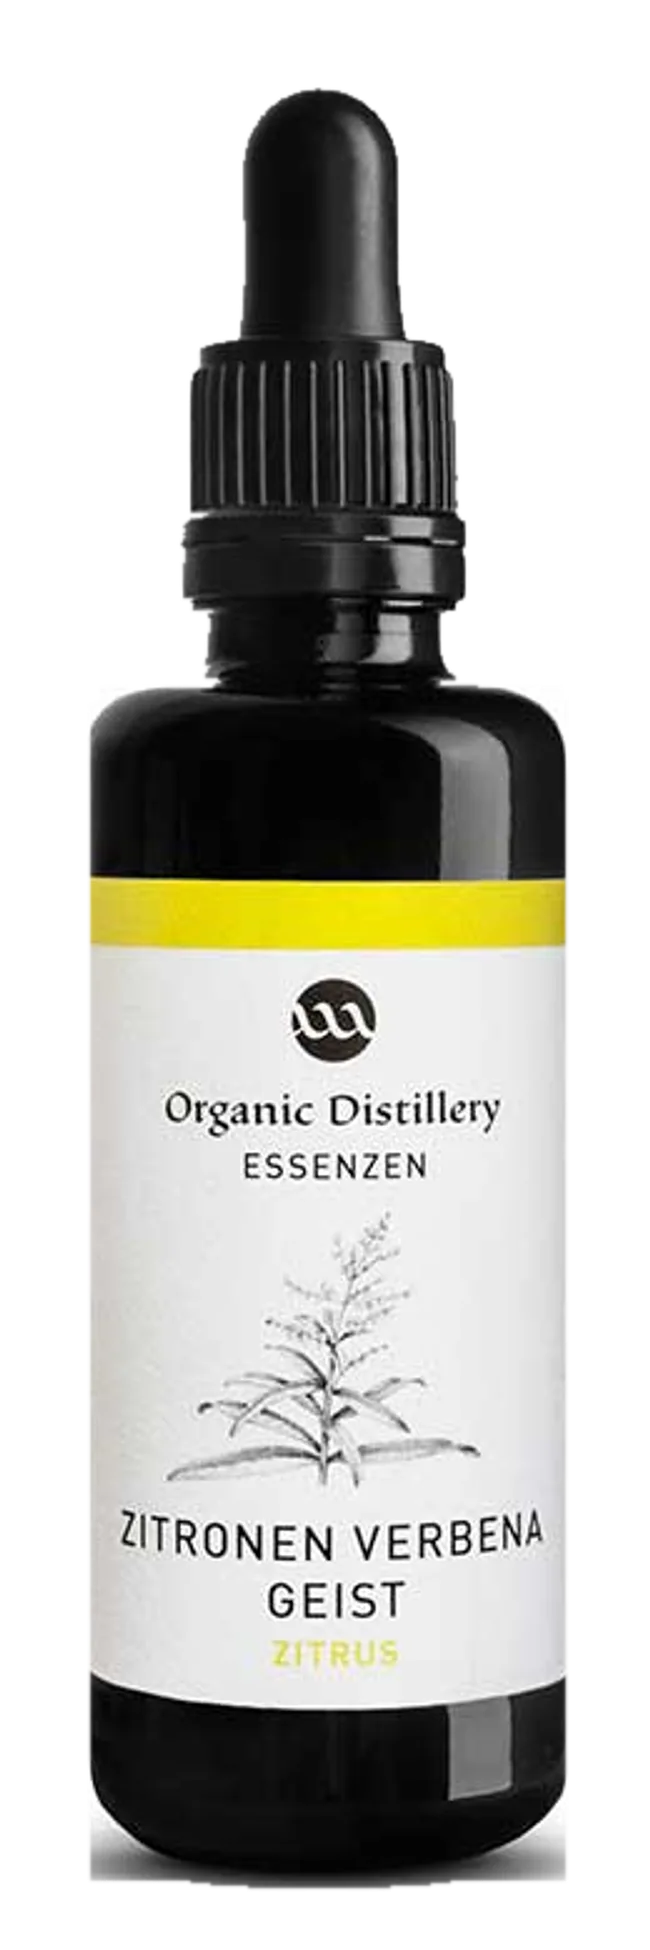 Organic Distillery
ESSENZEN
ZITRONEN VERBENA
GEIST
ZITRUS